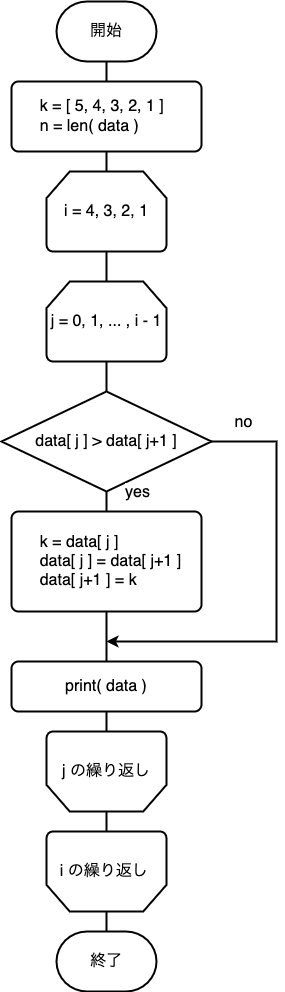 開始
k = [ 5, 4, 3, 2, 1 ]
n = len( data )
i = 4, 3, 2, 1
j = 0, 1, ... , i - 1
data[ j ] > data[ j+1 ]
no
yes
k = data[ j ]
data[ j ] = data[ j+1 ]
data[ j+1 ] = k
print( data )
j の繰り返し
i の繰り返し
終了